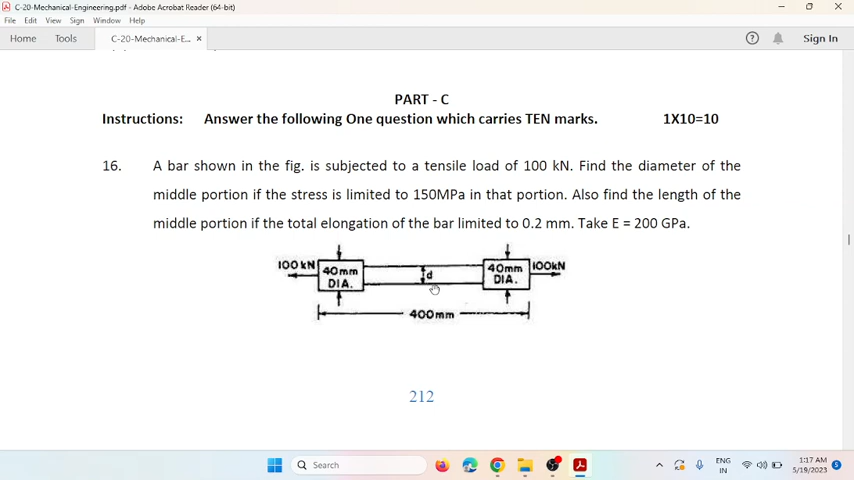 C-20-Mechanical-Engineering.pdf - Adobe Acrobat Reader (64-bit)
File Edit View Sign Window Help
Home Tools C-20-Mechanical-E... × Sign In
PART - C
Instructions: Answer the following One question which carries TEN marks. 1X10=10
16. A bar shown in the fig. is subjected to a tensile load of 100 kN. Find the diameter of the
middle portion if the stress is limited to 150MPa in that portion. Also find the length of the
middle portion if the total elongation of the bar limited to 0.2 mm. Take E = 200 GPa.
100 kN 40mm DIA. d 40mm DIA. 100kN
400mm
212
Search
ENG IN
1:17 AM
5/19/2023
5